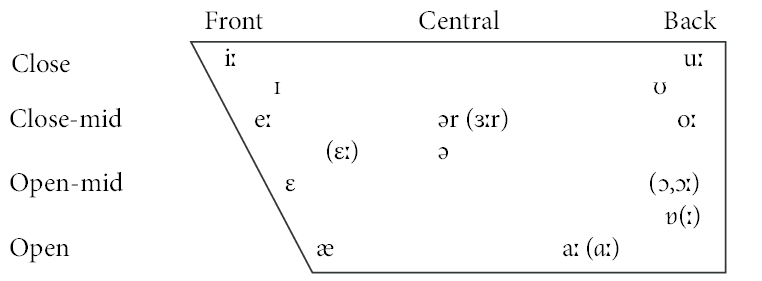 Front Central Back
Close iː uː
ɪ ʊ
Close-mid eː ər (ɜːr) oː
(ɛː) ə
Open-mid ɛ (ɔ,ɔː)
ɒ(ː)
Open æ aː (ɑː)